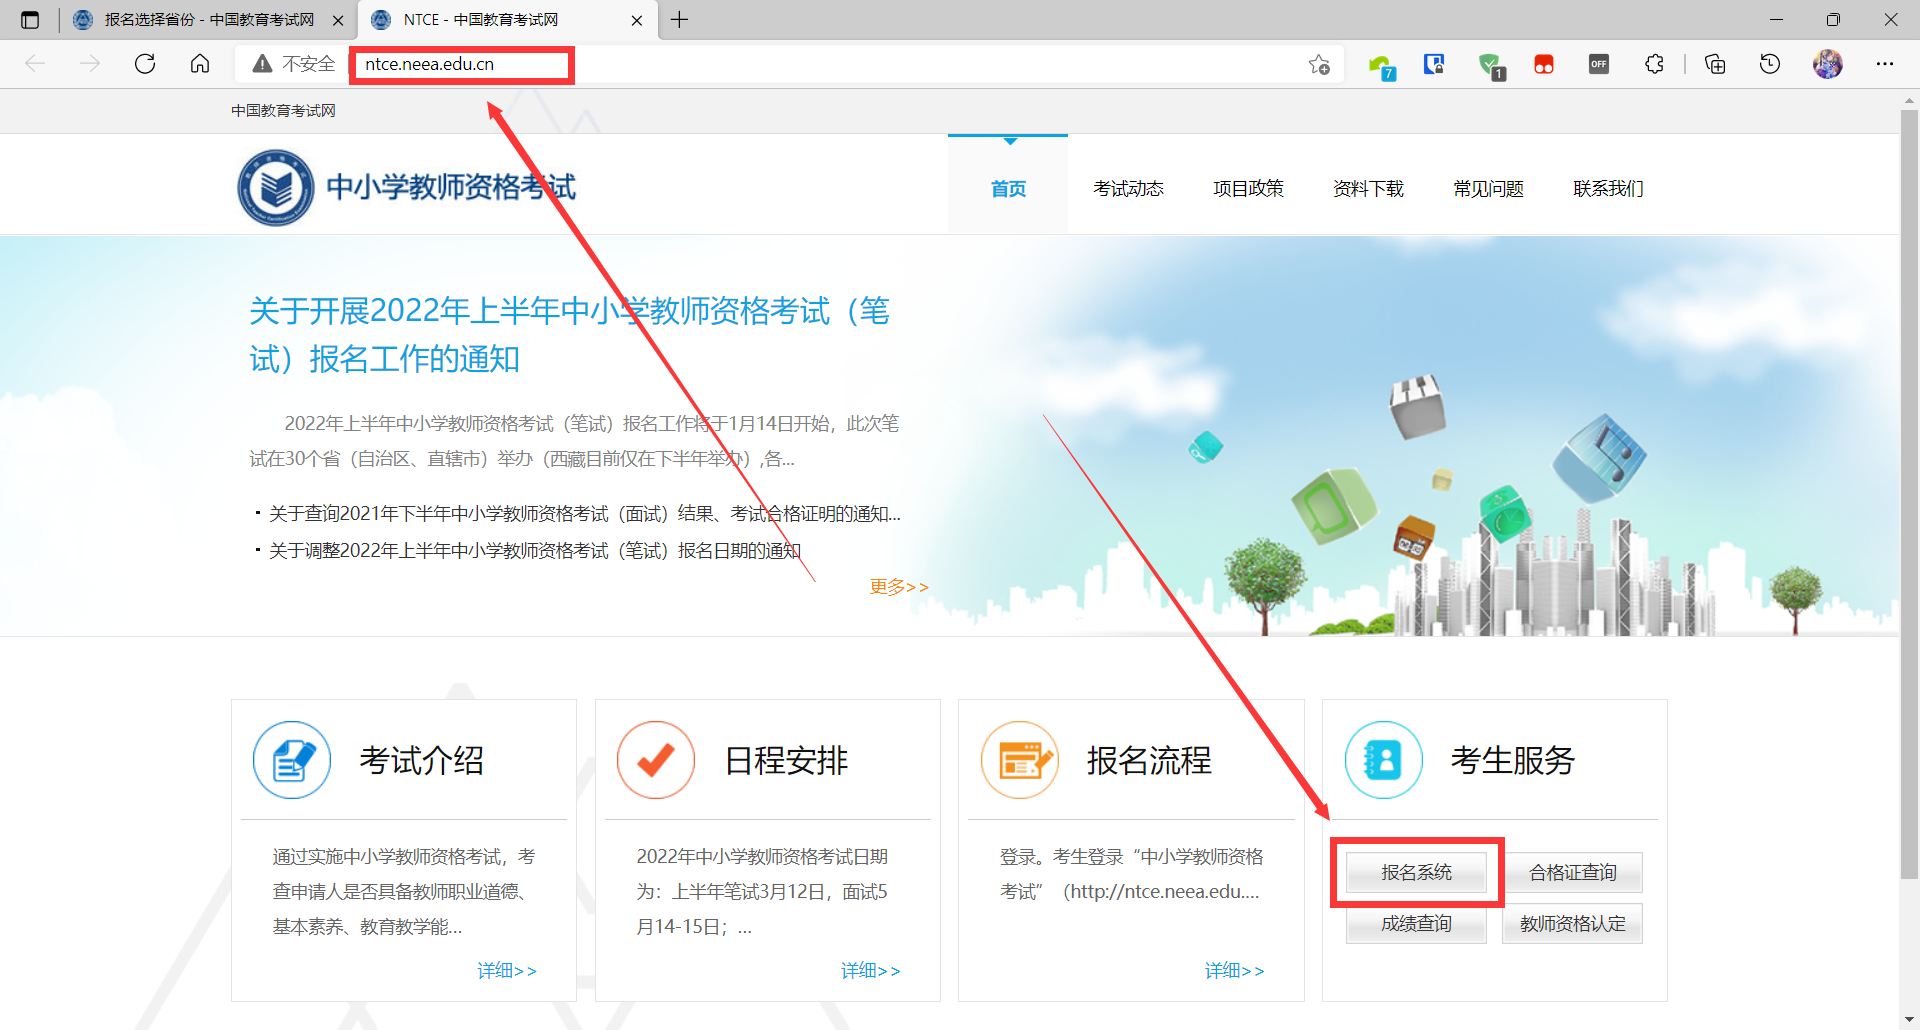 报名选择省份 - 中国教育考试网
NTCE - 中国教育考试网
不安全
ntce.neea.edu.cn
7
1
OFF
中国教育考试网
中小学教师资格考试
首页
考试动态
项目政策
资料下载
常见问题
联系我们
关于开展2022年上半年中小学教师资格考试（笔
试）报名工作的通知
2022年上半年中小学教师资格考试（笔试）报名工作将于1月14日开始，此次笔
试在30个省（自治区、直辖市）举办（西藏目前仅在下半年举办）,各...
· 关于查询2021年下半年中小学教师资格考试（面试）结果、考试合格证明的通知...
· 关于调整2022年上半年中小学教师资格考试（笔试）报名日期的通知
更多>>
考试介绍
通过实施中小学教师资格考试，考
查申请人是否具备教师职业道德、
基本素养、教育教学能...
详细>>
日程安排
2022年中小学教师资格考试日期
为：上半年笔试3月12日，面试5
月14-15日；...
详细>>
报名流程
登录。考生登录“中小学教师资格
考试”（http://ntce.neea.edu....
详细>>
考生服务
报名系统
合格证查询
成绩查询
教师资格认定